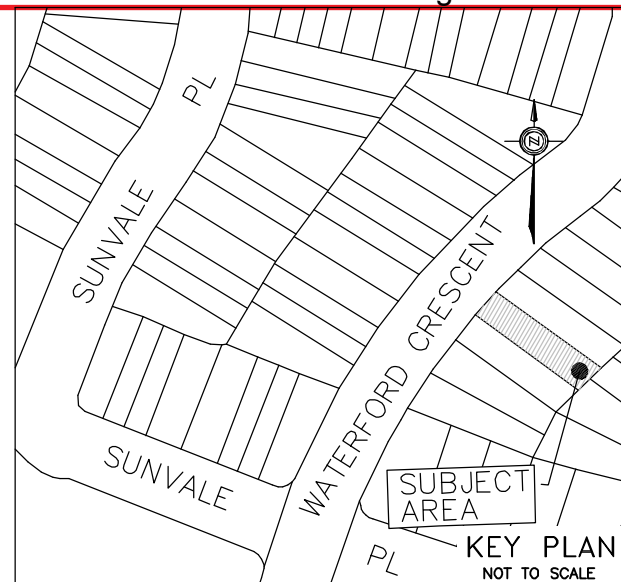 SUNVALE PL
WATERFORD CRESCENT
SUNVALE
SUBJECT
AREA
PL
KEY PLAN
NOT TO SCALE